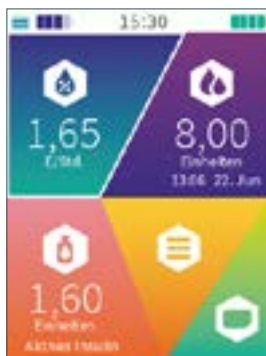 15:30
1,65
E/Std.
8,00
Einheiten
13:06 22. Jun
1,60
Einheiten
Aktives Insulin